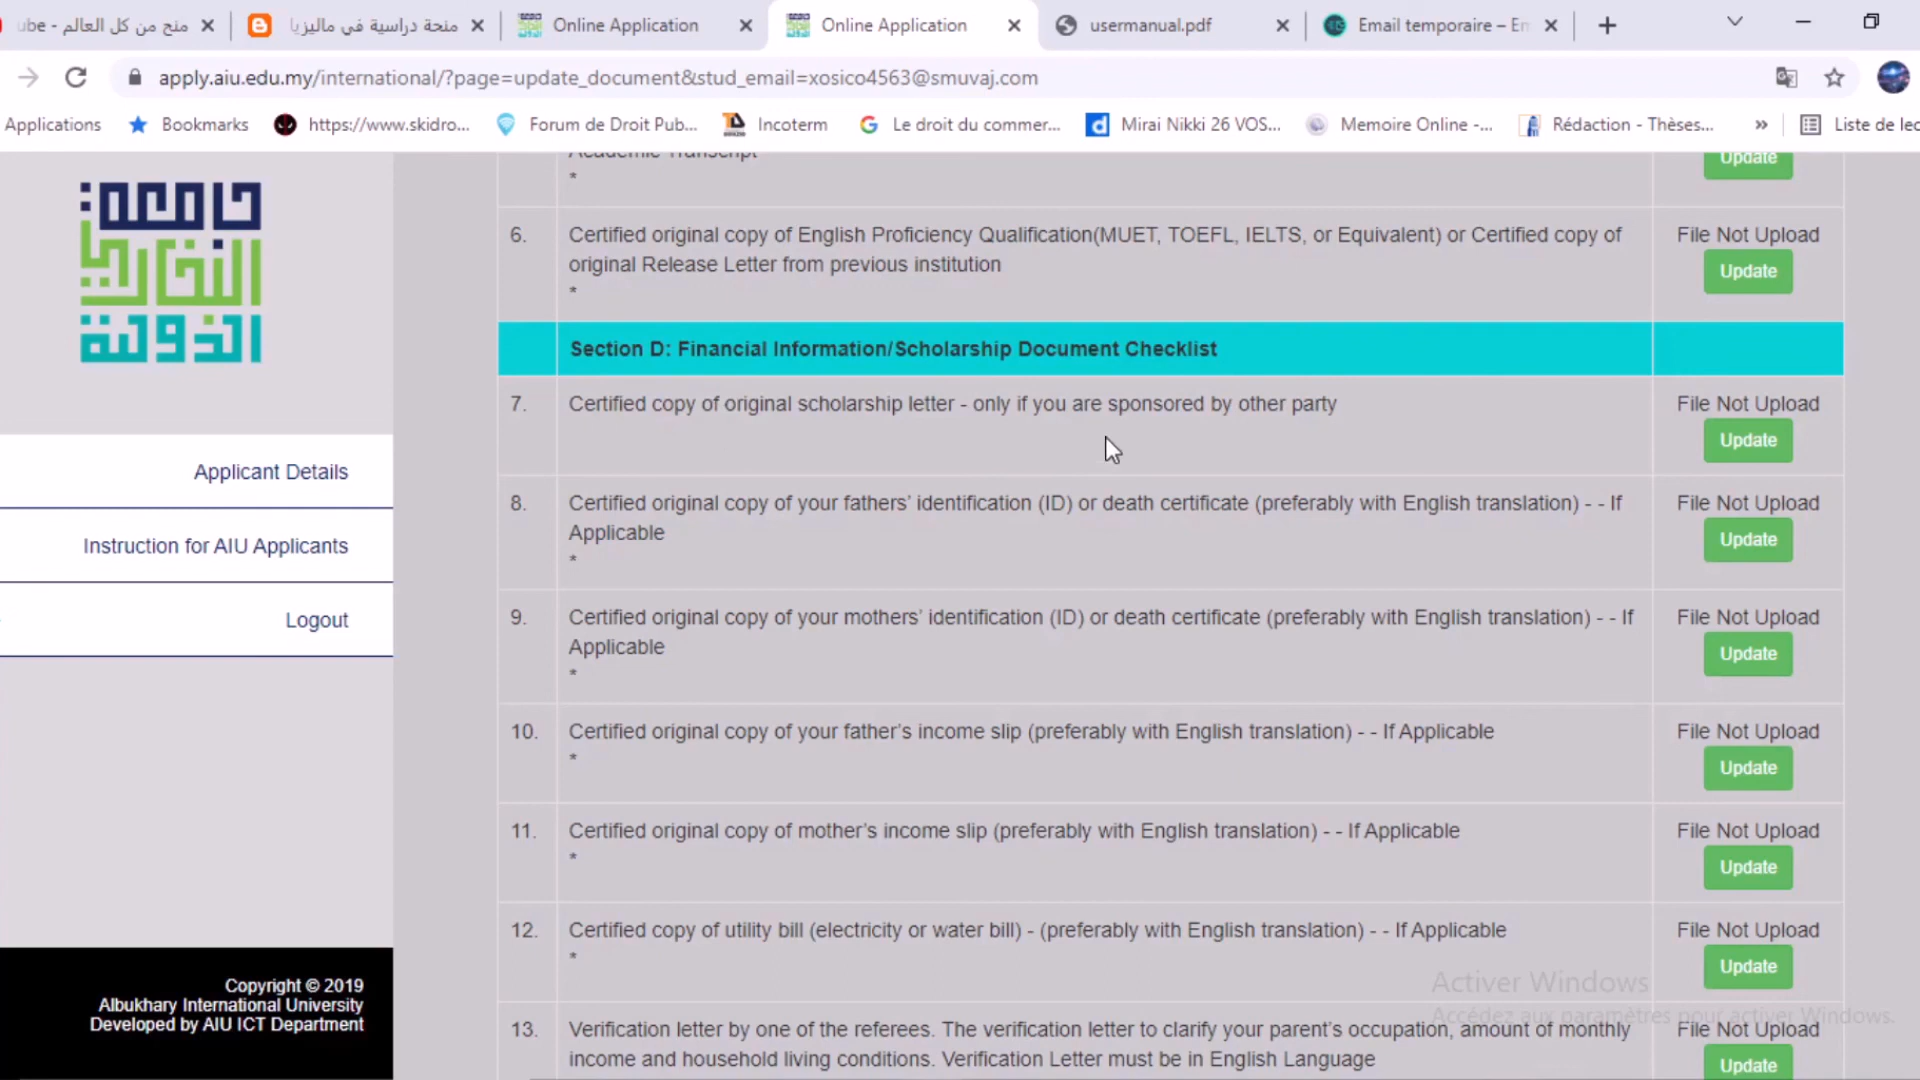 ube - منح من كل العالم
منحة دراسية في ماليزيا
Online Application
Online Application
usermanual.pdf
Email temporaire – Em
apply.aiu.edu.my/international/?page=update_document&stud_email=xosico4563@smuvaj.com
Applications
Bookmarks
https://www.skidro...
Forum de Droit Pub...
Incoterm
Le droit du commer...
Mirai Nikki 26 VOS...
Memoire Online -...
Rédaction - Thèses...
»
Liste de lec
جامعة
البخاري
الدولية
Applicant Details
Instruction for AIU Applicants
Logout
Copyright © 2019
Albukhary International University
Developed by AIU ICT Department
Academic Transcript
*
Update
6. Certified original copy of English Proficiency Qualification(MUET, TOEFL, IELTS, or Equivalent) or Certified copy of
original Release Letter from previous institution
*
File Not Upload
Update
Section D: Financial Information/Scholarship Document Checklist
7. Certified copy of original scholarship letter - only if you are sponsored by other party
File Not Upload
Update
8. Certified original copy of your fathers’ identification (ID) or death certificate (preferably with English translation) - - If
Applicable
*
File Not Upload
Update
9. Certified original copy of your mothers’ identification (ID) or death certificate (preferably with English translation) - - If
Applicable
*
File Not Upload
Update
10. Certified original copy of your father’s income slip (preferably with English translation) - - If Applicable
*
File Not Upload
Update
11. Certified original copy of mother’s income slip (preferably with English translation) - - If Applicable
*
File Not Upload
Update
12. Certified copy of utility bill (electricity or water bill) - (preferably with English translation) - - If Applicable
*
File Not Upload
Update
13. Verification letter by one of the referees. The verification letter to clarify your parent’s occupation, amount of monthly
income and household living conditions. Verification Letter must be in English Language
File Not Upload
Update
Activer Windows
Accédez aux paramètres pour activer Windows.